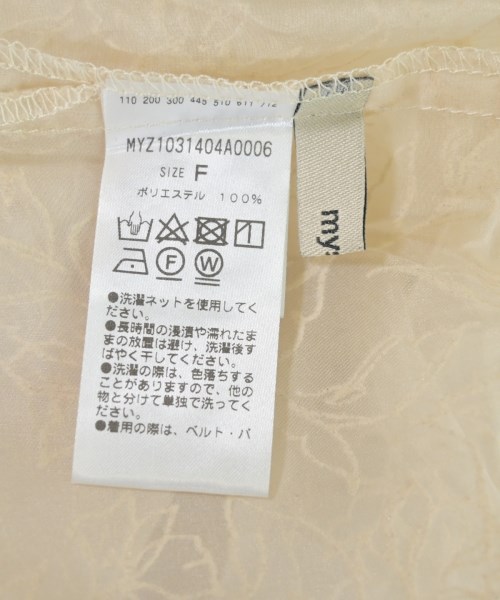 110 200 300 445 510 611 712
MYZ1031404A0006
SIZE F
ポリエステル 100%
F W
●洗濯ネットを使用してく
ださい。
●長時間の浸漬や濡れたま
まの放置は避け、洗濯後す
ばやく干してください。
●洗濯の際は、色落ちする
ことがありますので、他の
物と分けて単独で洗ってく
ださい。
●着用の際は、ベルト・バ
mys